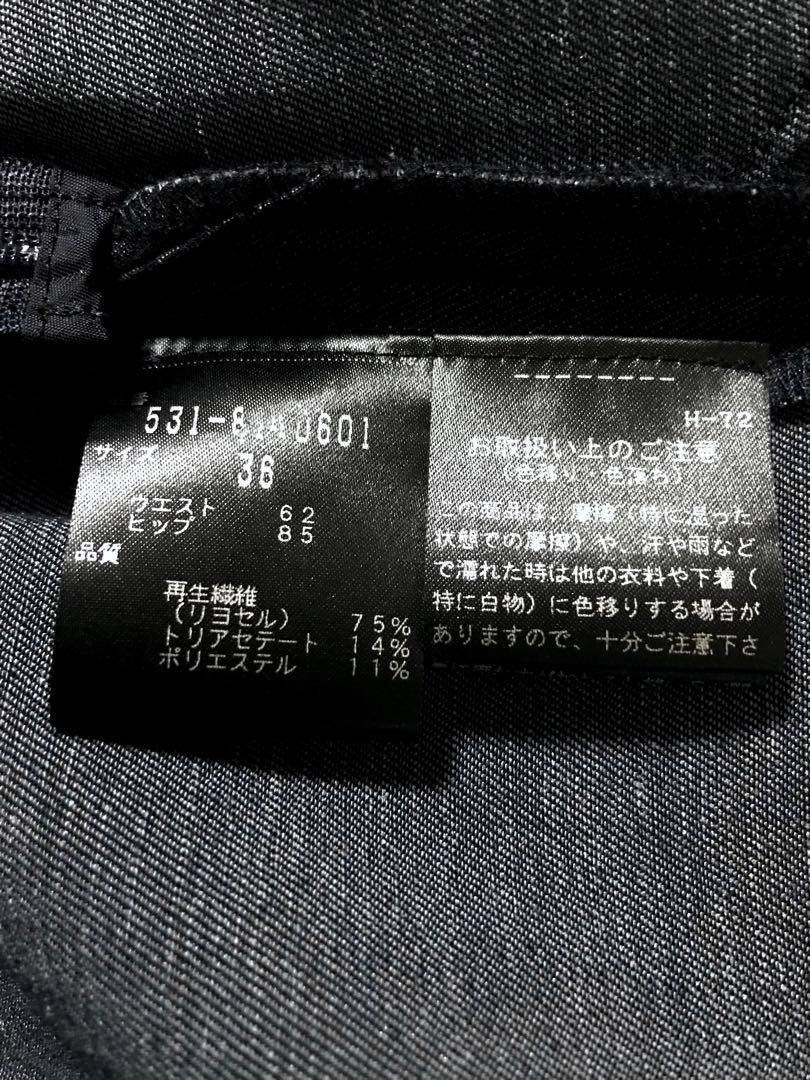 サイズ
36
ウエスト 62
ヒップ 85
品質
再生繊維
(リヨセル) 75%
トリアセテート 14%
ポリエステル 11%
--------
H-72
お取扱い上のご注意
(色移り・色落ち)
この商品は、摩擦(特に湿った
状態での摩擦)や、汗や雨など
で濡れた時は他の衣料や下着(
特に白物)に色移りする場合が
ありますので、十分ご注意下さ